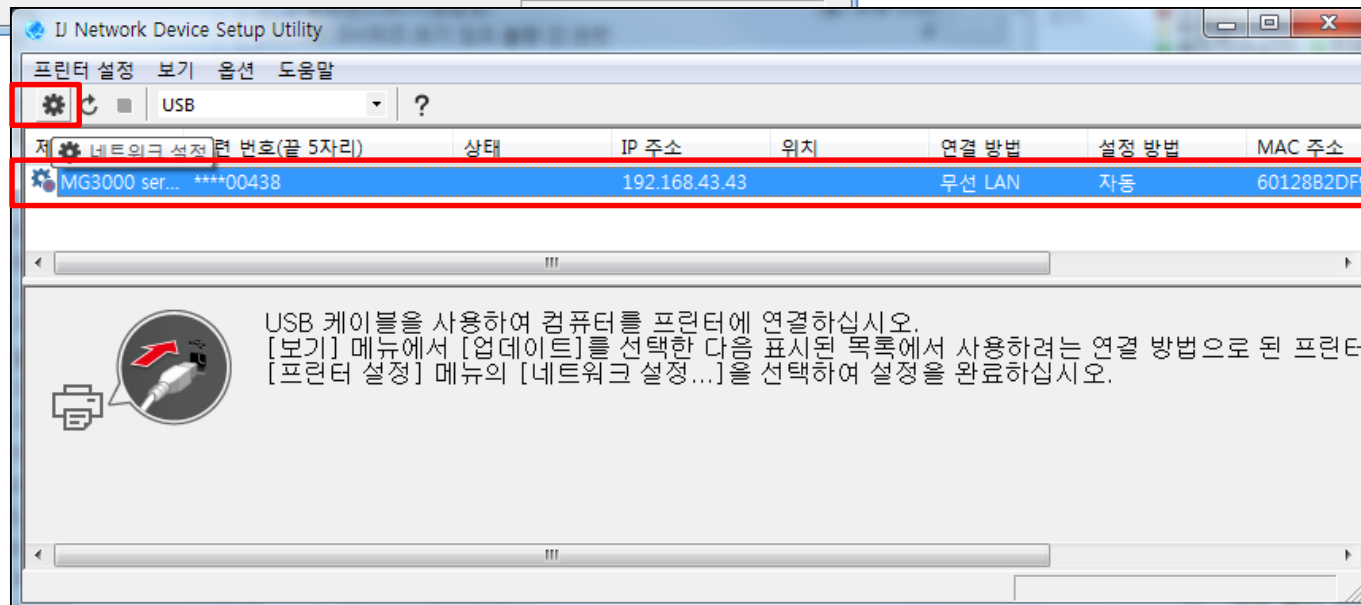 IJ Network Device Setup Utility
프린터 설정 보기 옵션 도움말
USB
제 련 번호(끝 5자리) 상태 IP 주소 위치 연결 방법 설정 방법 MAC 주소
네트워크 설정
MG3000 ser... ****00438 192.168.43.43 무선 LAN 자동 60128B2DF
USB 케이블을 사용하여 컴퓨터를 프린터에 연결하십시오.
[보기] 메뉴에서 [업데이트]를 선택한 다음 표시된 목록에서 사용하려는 연결 방법으로 된 프린터
[프린터 설정] 메뉴의 [네트워크 설정...]을 선택하여 설정을 완료하십시오.